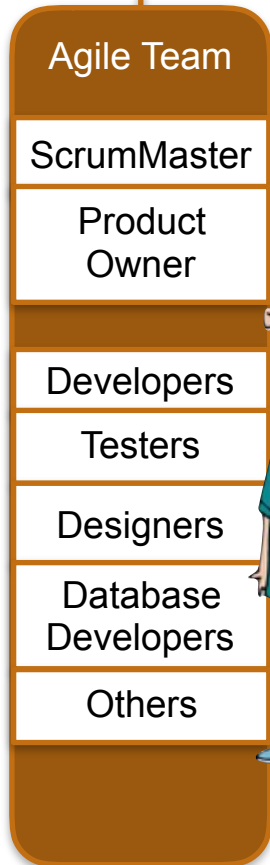 Agile Team
ScrumMaster
Product
Owner
Developers
Testers
Designers
Database
Developers
Others